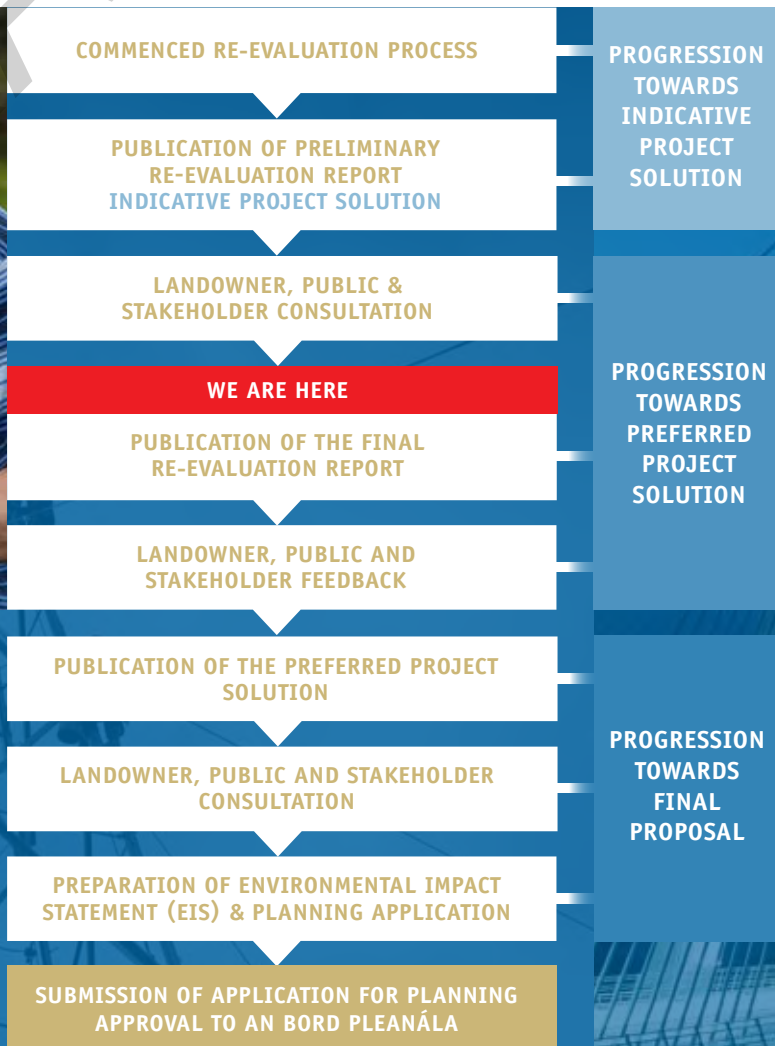 COMMENCED RE-EVALUATION PROCESS
PUBLICATION OF PRELIMINARY
RE-EVALUATION REPORT
INDICATIVE PROJECT SOLUTION
PROGRESSION
TOWARDS
INDICATIVE
PROJECT
SOLUTION
LANDOWNER, PUBLIC &
STAKEHOLDER CONSULTATION
WE ARE HERE
PUBLICATION OF THE FINAL
RE-EVALUATION REPORT
LANDOWNER, PUBLIC AND
STAKEHOLDER FEEDBACK
PROGRESSION
TOWARDS
PREFERRED
PROJECT
SOLUTION
PUBLICATION OF THE PREFERRED PROJECT
SOLUTION
LANDOWNER, PUBLIC AND STAKEHOLDER
CONSULTATION
PREPARATION OF ENVIRONMENTAL IMPACT
STATEMENT (EIS) & PLANNING APPLICATION
PROGRESSION
TOWARDS
FINAL
PROPOSAL
SUBMISSION OF APPLICATION FOR PLANNING
APPROVAL TO AN BORD PLEANÁLA